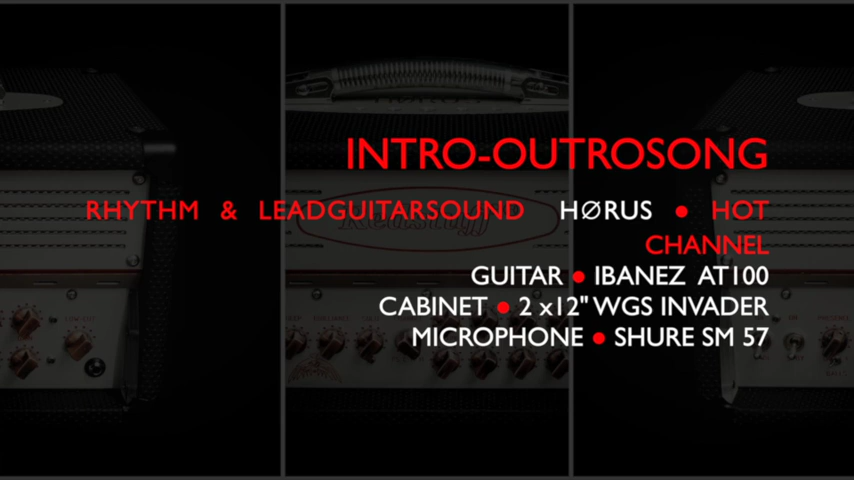 INTRO-OUTROSONG
RHYTHM & LEADGUITARSOUND HØRUS ● HOT
CHANNEL
GUITAR ● IBANEZ AT100
CABINET ● 2 x12" WGS INVADER
MICROPHONE ● SHURE SM 57